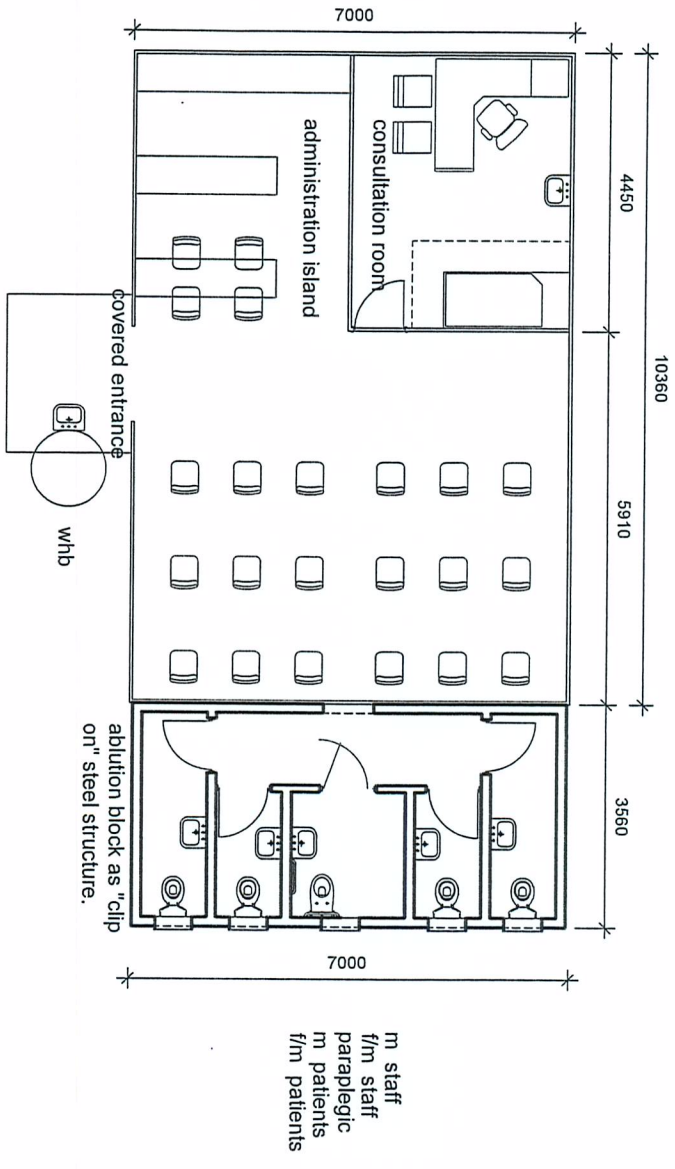 7000
4450
10360
5910
3560
7000
consultation room
administration island
covered entrance
whb
ablution block as "clip
on" steel structure.
m staff
f/m staff
paraplegic
m patients
f/m patients